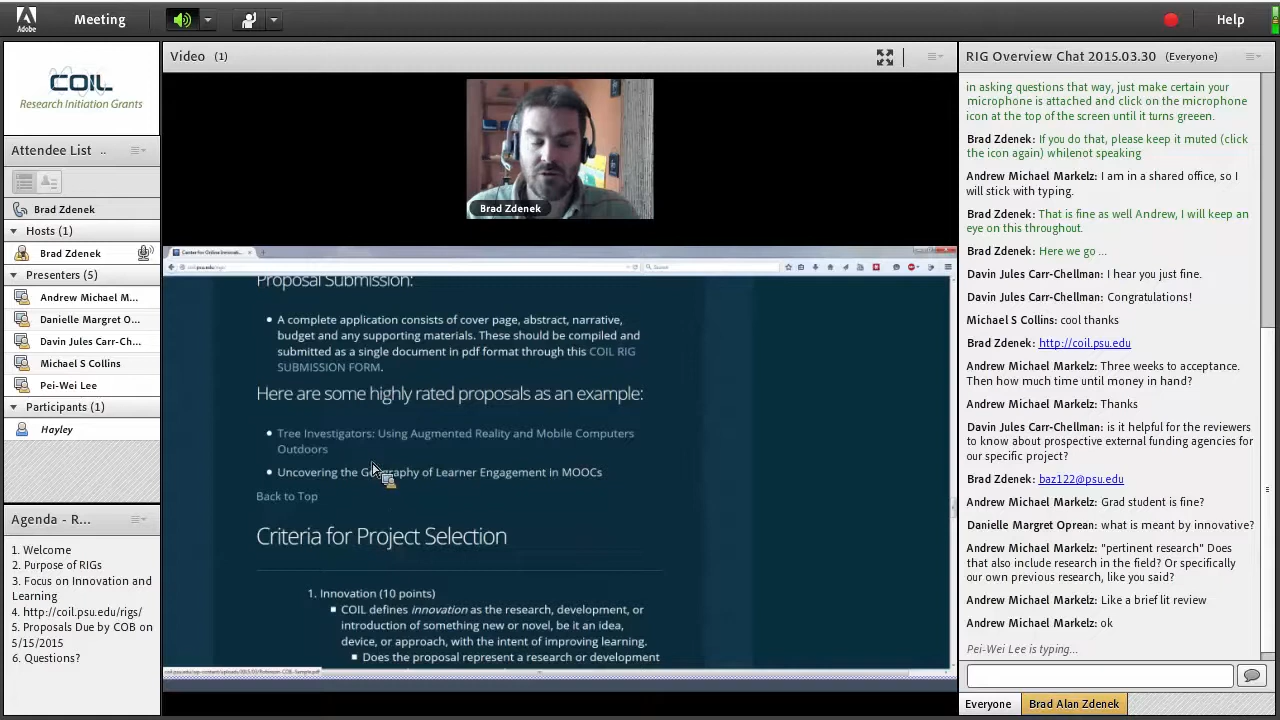 Adobe
Meeting
Help
COIL
Research Initiation Grants
Attendee List ..
Brad Zdenek
Hosts (1)
Brad Zdenek
Presenters (5)
Andrew Michael M...
Danielle Margret O...
Davin Jules Carr-Ch...
Michael S Collins
Pei-Wei Lee
Participants (1)
Hayley
Agenda - R...
1. Welcome
2. Purpose of RIGs
3. Focus on Innovation and
Learning
4. http://coil.psu.edu/rigs/
5. Proposals Due by COB on
5/15/2015
6. Questions?
Video (1)
Brad Zdenek
Center for Online Innovati...
coil.psu.edu/rigs/
Search
Proposal Submission:
A complete application consists of cover page, abstract, narrative,
budget and any supporting materials. These should be compiled and
submitted as a single document in pdf format through this COIL RIG
SUBMISSION FORM.
Here are some highly rated proposals as an example:
Tree Investigators: Using Augmented Reality and Mobile Computers
Outdoors
Uncovering the Geography of Learner Engagement in MOOCs
Back to Top
Criteria for Project Selection
1. Innovation (10 points)
COIL defines innovation as the research, development, or
introduction of something new or novel, be it an idea,
device, or approach, with the intent of improving learning.
Does the proposal represent a research or development
RIG Overview Chat 2015.03.30 (Everyone)
in asking questions that way, just make certain your
microphone is attached and click on the microphone
icon at the top of the screen until it turns greeen.
Brad Zdenek: If you do that, please keep it muted (click
the icon again) whilenot speaking
Andrew Michael Markelz: I am in a shared office, so I
will stick with typing.
Brad Zdenek: That is fine as well Andrew, I will keep an
eye on this throughout.
Brad Zdenek: Here we go ...
Davin Jules Carr-Chellman: I hear you just fine.
Davin Jules Carr-Chellman: Congratulations!
Michael S Collins: cool thanks
Brad Zdenek: http://coil.psu.edu
Andrew Michael Markelz: Three weeks to acceptance.
Then how much time until money in hand?
Andrew Michael Markelz: Thanks
Davin Jules Carr-Chellman: is it helpful for the reviewers
to know about prospective external funding agencies for
our specific project?
Brad Zdenek: baz122@psu.edu
Andrew Michael Markelz: Grad student is fine?
Danielle Margret Oprean: what is meant by innovative?
Andrew Michael Markelz: "pertinent research" Does
that also include research in the field? Or specifically
our own previous research, like you said?
Andrew Michael Markelz: Like a brief lit review
Andrew Michael Markelz: ok
Pei-Wei Lee is typing...
Everyone
Brad Alan Zdenek